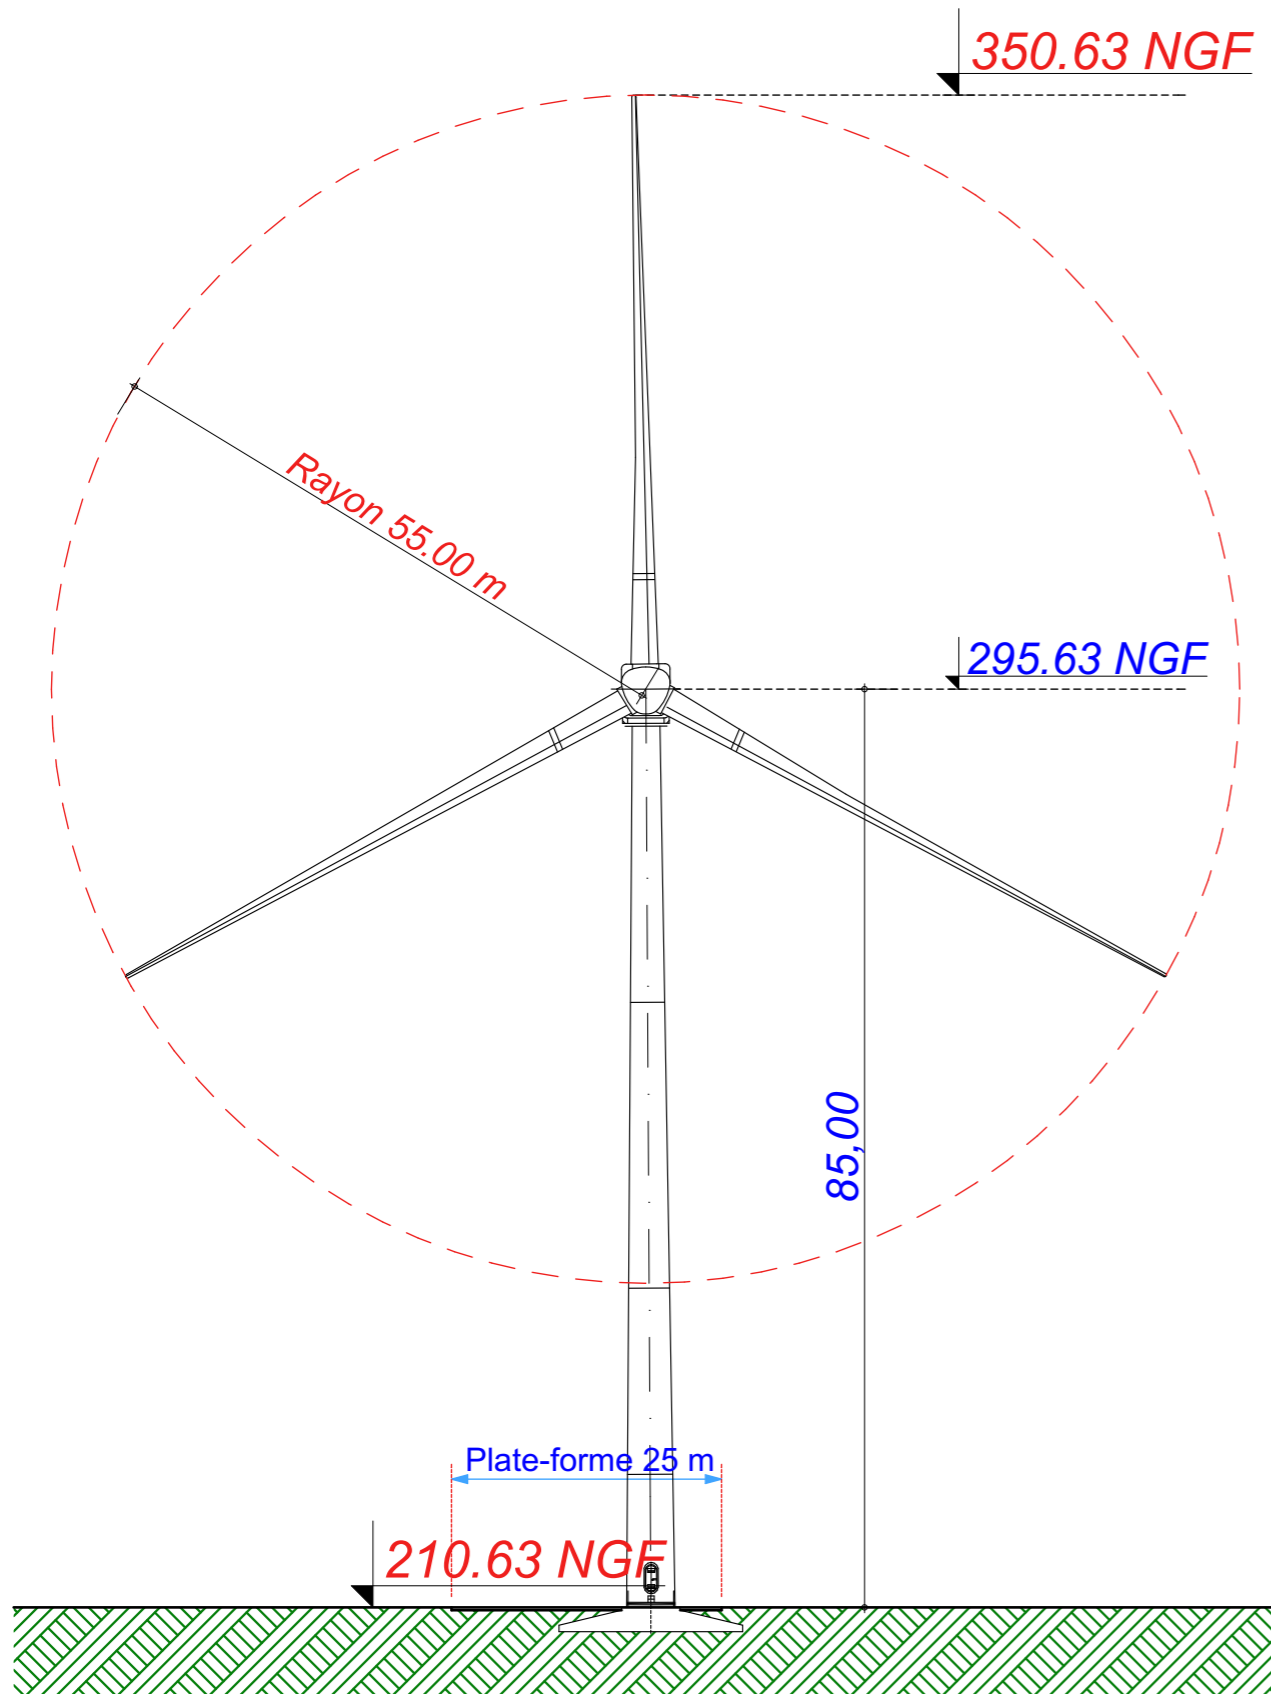 350.63 NGF
Rayon 55.00 m
295.63 NGF
85,00
Plate-forme 25 m
210.63 NGF